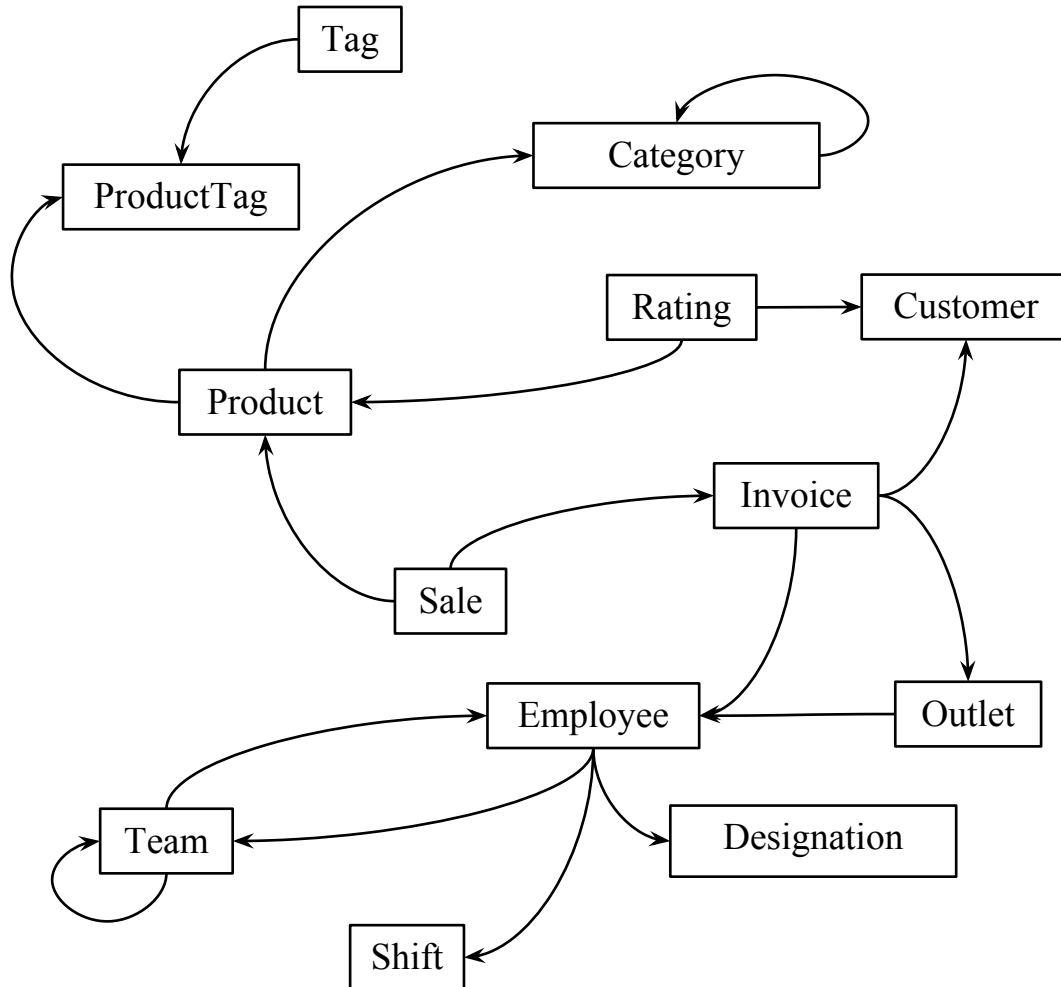 Tag
Category
ProductTag
Rating
Customer
Product
Invoice
Sale
Employee
Outlet
Team
Designation
Shift